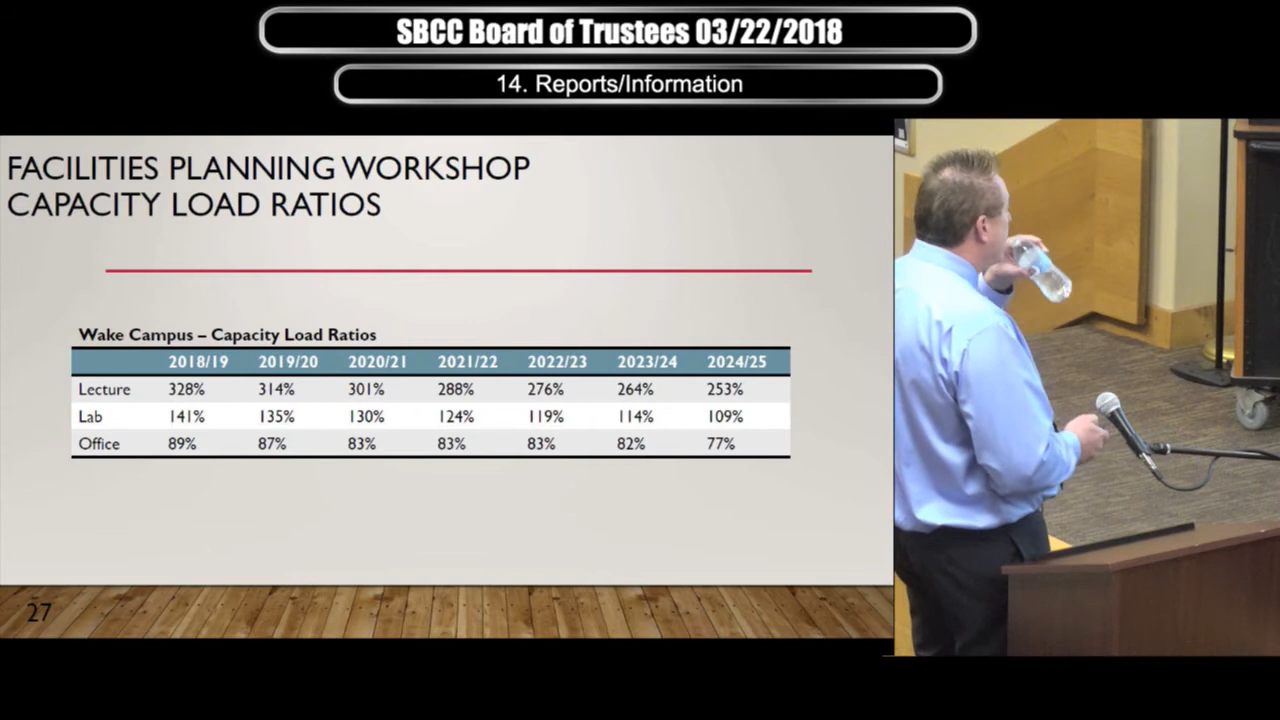 SBCC Board of Trustees 03/22/2018
14. Reports/Information
FACILITIES PLANNING WORKSHOP
CAPACITY LOAD RATIOS
Wake Campus – Capacity Load Ratios
2018/19 2019/20 2020/21 2021/22 2022/23 2023/24 2024/25
Lecture 328% 314% 301% 288% 276% 264% 253%
Lab 141% 135% 130% 124% 119% 114% 109%
Office 89% 87% 83% 83% 83% 82% 77%
27